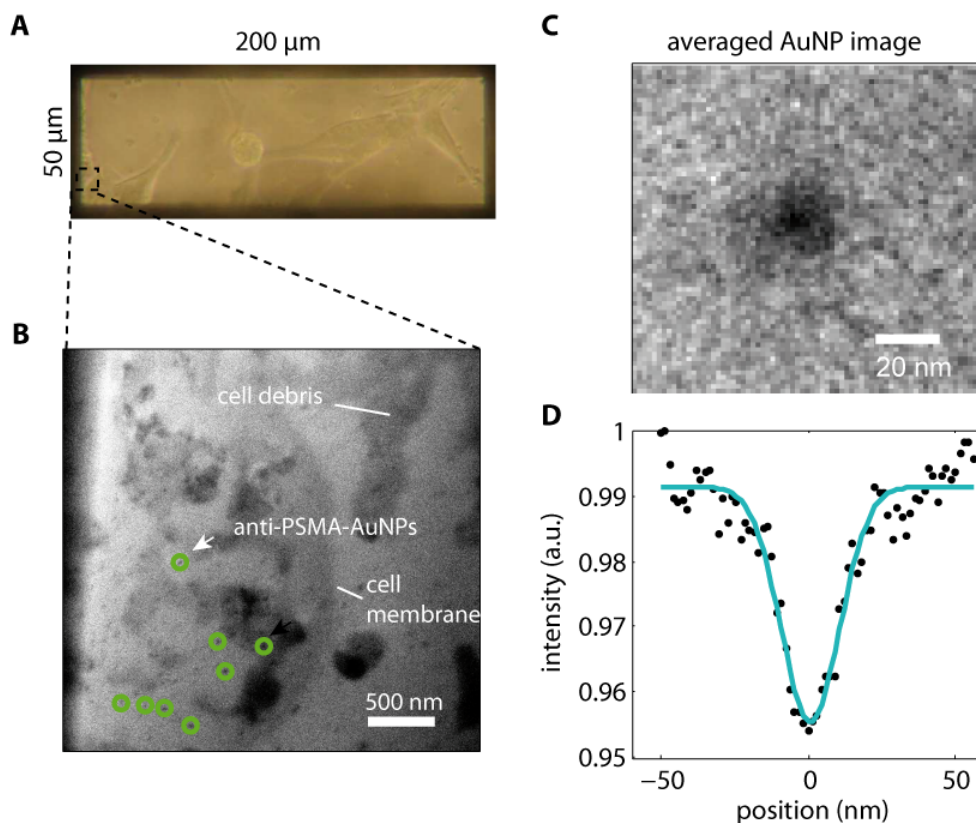 A
200 µm
50 µm
B
cell debris
anti-PSMA-AuNPs
cell
membrane
500 nm
C
averaged AuNP image
20 nm
D
1
0.99
0.98
0.97
0.96
0.95
intensity (a.u.)
−50
0
50
position (nm)